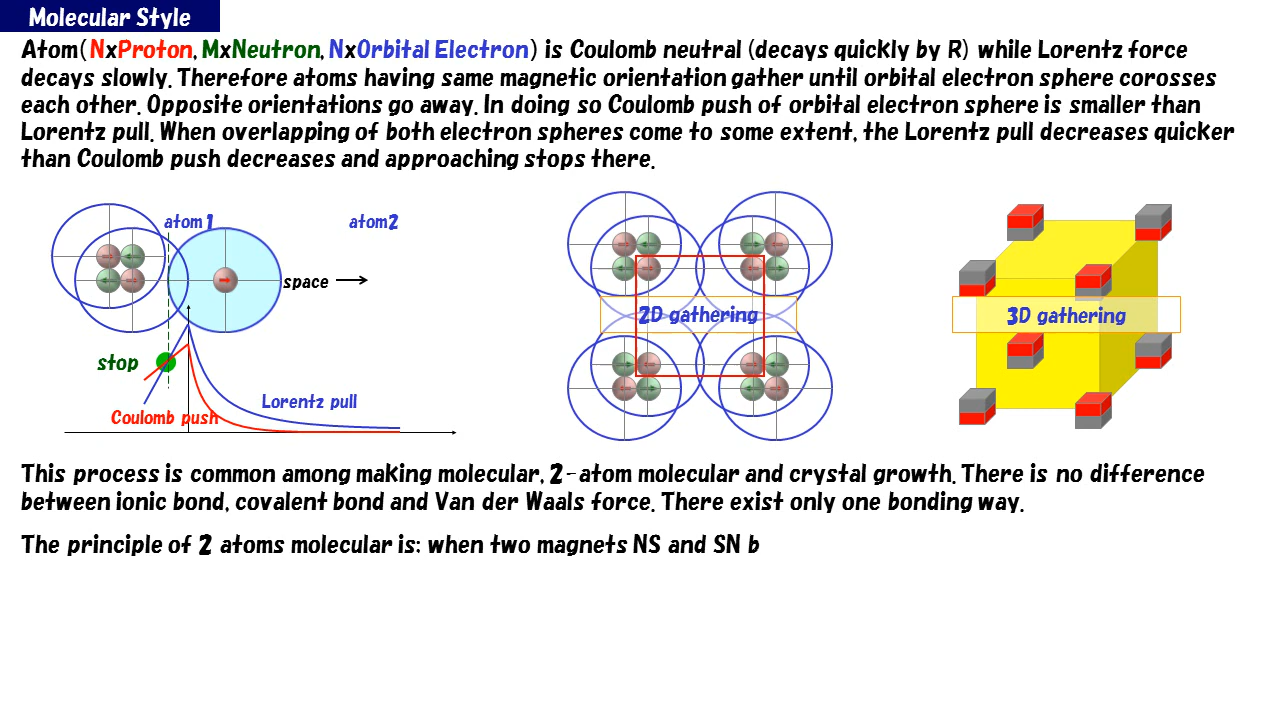 Molecular Style
Atom(NxProton, MxNeutron, NxOrbital Electron) is Coulomb neutral (decays quickly by R) while Lorentz force
decays slowly. Therefore atoms having same magnetic orientation gather until orbital electron sphere corosses
each other. Opposite orientations go away. In doing so Coulomb push of orbital electron sphere is smaller than
Lorentz pull. When overlapping of both electron spheres come to some extent, the Lorentz pull decreases quicker
than Coulomb push decreases and approaching stops there.
atom1
atom2
space
stop
Lorentz pull
Coulomb push
2D gathering
3D gathering
This process is common among making molecular, 2-atom molecular and crystal growth. There is no difference
between ionic bond, covalent bond and Van der Waals force. There exist only one bonding way.
The principle of 2 atoms molecular is: when two magnets NS and SN b